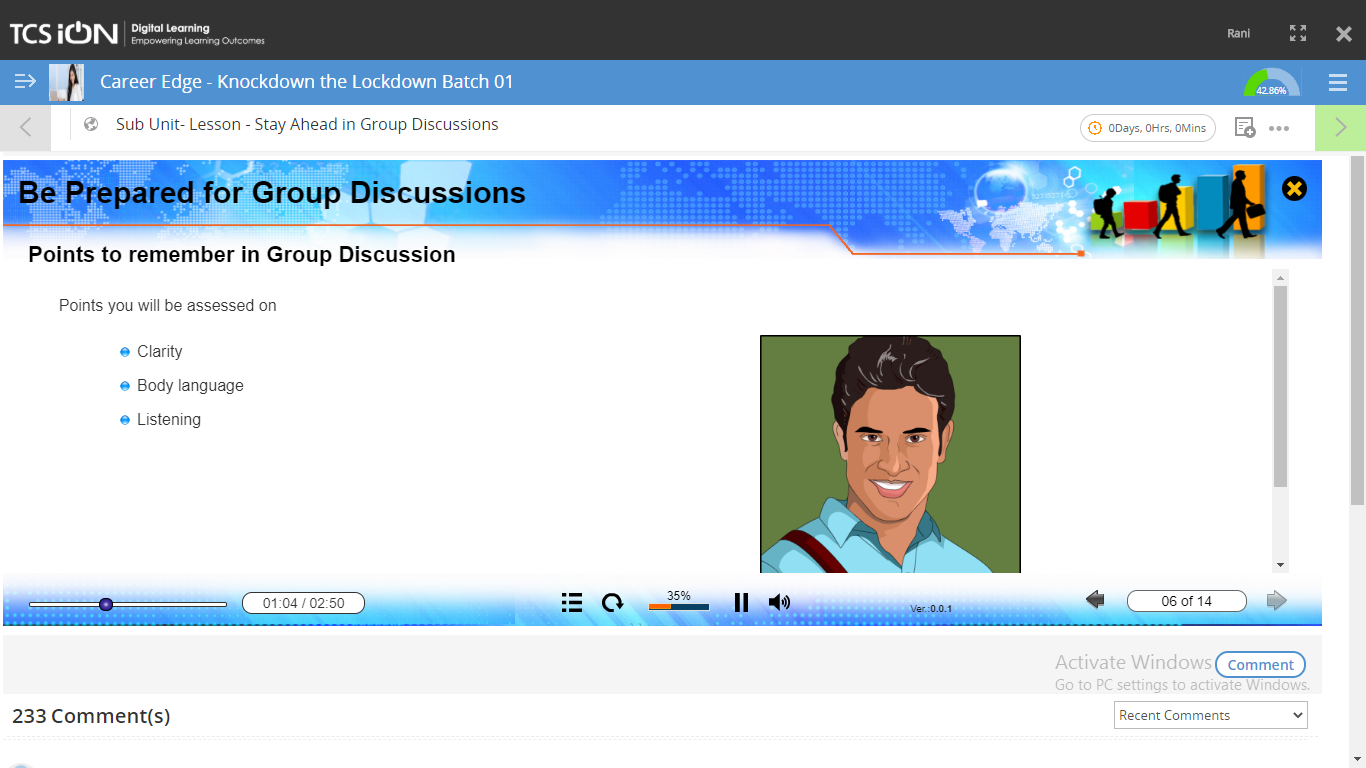 TCS iON Digital Learning
Empowering Learning Outcomes
Rani
Career Edge - Knockdown the Lockdown Batch 01
42.86%
Sub Unit- Lesson - Stay Ahead in Group Discussions
0Days, 0Hrs, 0Mins
Be Prepared for Group Discussions
Points to remember in Group Discussion
Points you will be assessed on
Clarity
Body language
Listening
01:04 / 02:50
35%
Ver.:0.0.1
06 of 14
Activate Windows
Comment
Go to PC settings to activate Windows.
233 Comment(s)
Recent Comments